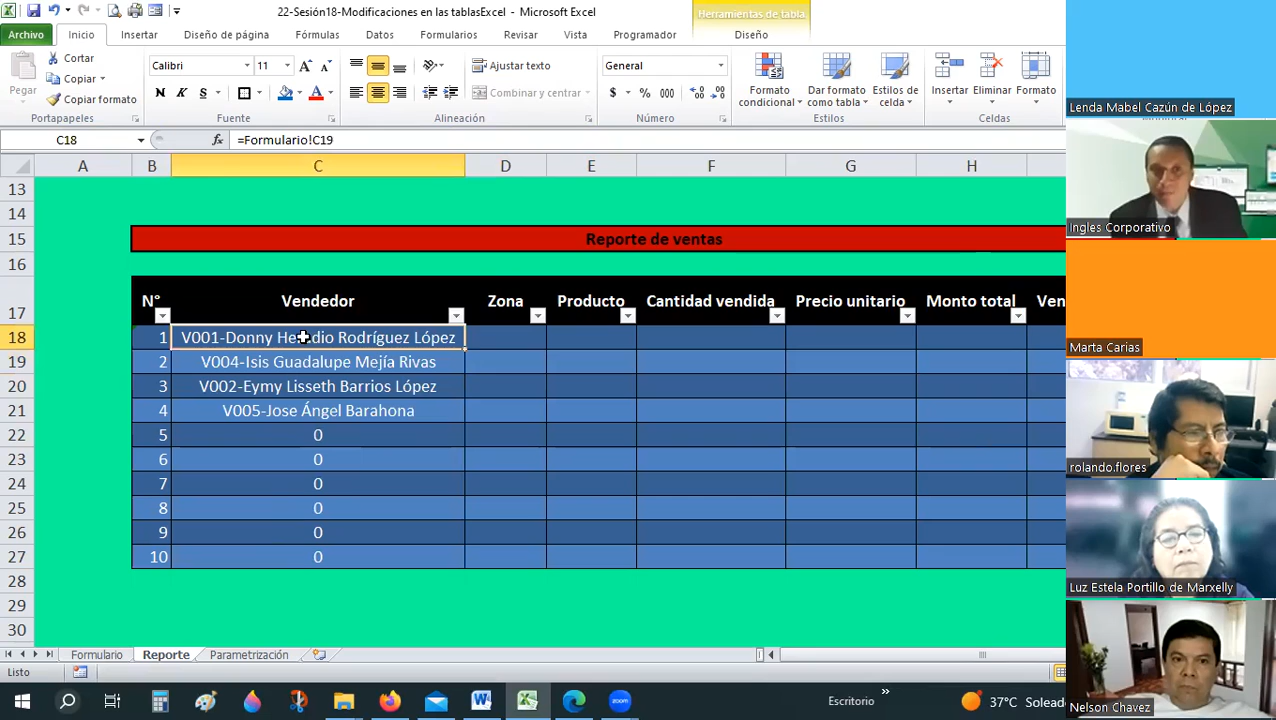 22-Sesión18-Modificaciones en las tablasExcel - Microsoft Excel
Herramientas de tabla
Archivo Inicio Insertar Diseño de página Fórmulas Datos Formularios Revisar Vista Programador Diseño
Pegar
Cortar
Copiar
Copiar formato
Portapapeles
Calibri 11
N K S
Fuente
Ajustar texto
Combinar y centrar
Alineación
General
$ % 000
Número
Formato condicional
Dar formato como tabla
Estilos de celda
Estilos
Insertar Eliminar Formato
Celdas
C18 fx =Formulario!C19
A B C D E F G H
13
14
15 Reporte de ventas
16
17 N° Vendedor Zona Producto Cantidad vendida Precio unitario Monto total Ven
18 1 V001-Donny Rodríguez López
19 2 V004-Isis Guadalupe Mejía Rivas
20 3 V002-Eymy Lisseth Barrios López
21 4 V005-Jose Ángel Barahona
22 5 0
23 6 0
24 7 0
25 8 0
26 9 0
27 10 0
28
29
30
Formulario Reporte Parametrización
Listo
Escritorio » 37°C Soleado
Lenda Mabel Cazún de López
Ingles Corporativo
Marta Carias
rolando.flores
Luz Estela Portillo de Marxelly
Nelson Chavez